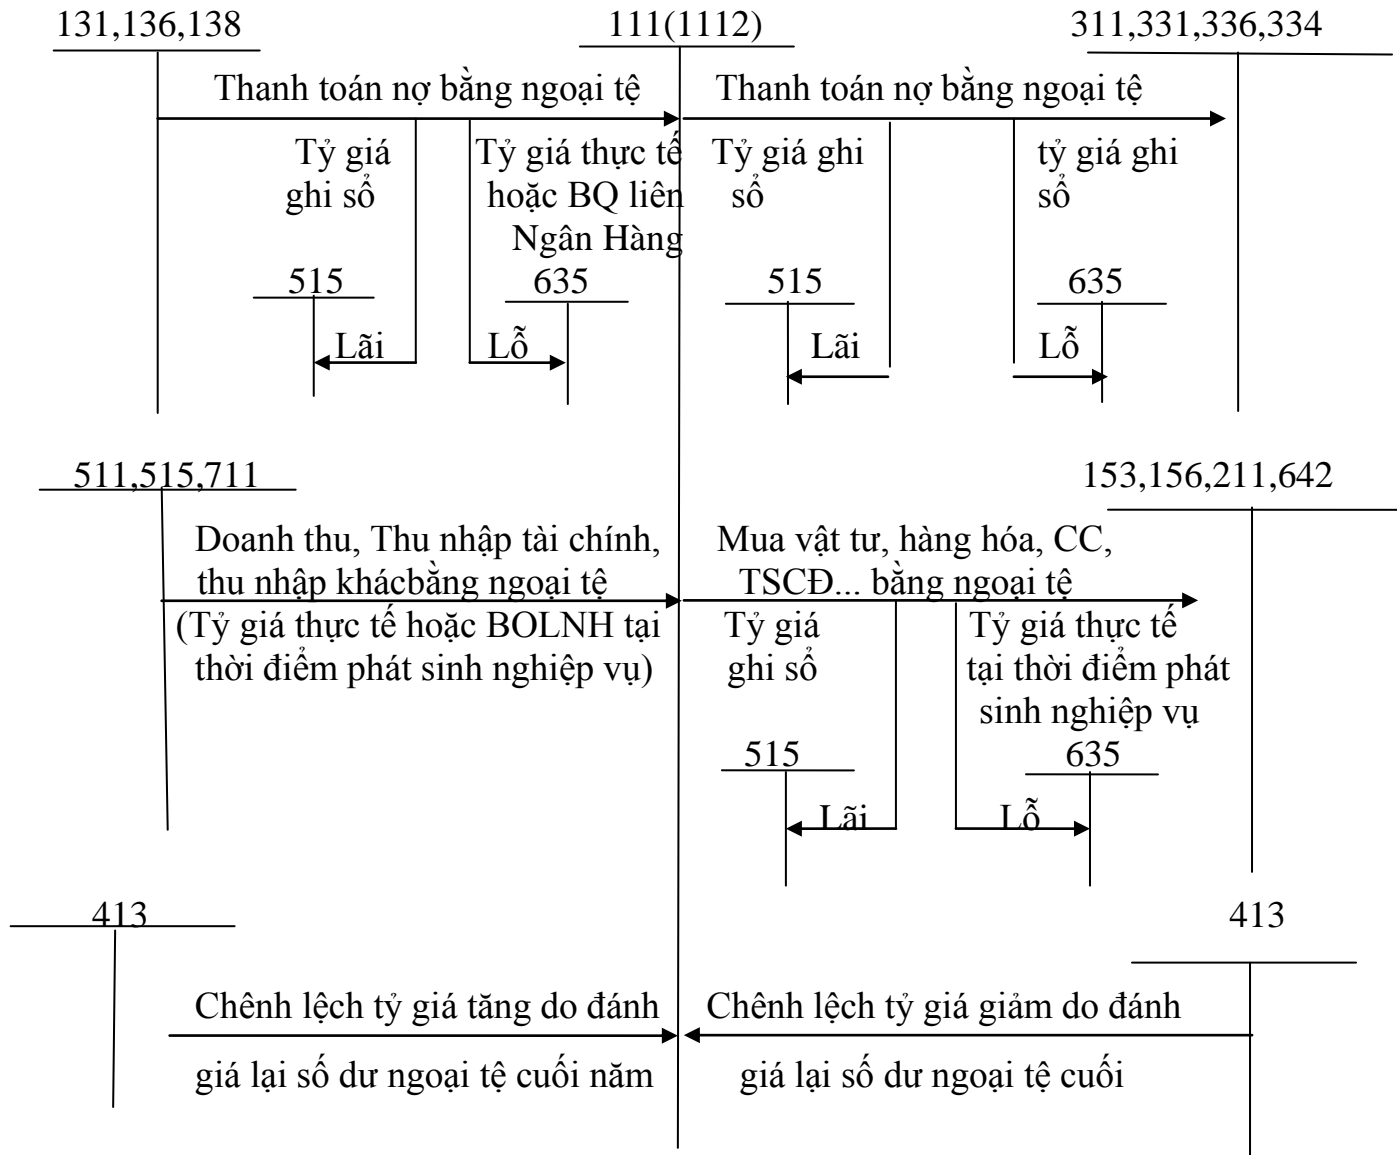 131,136,138
111(1112)
311,331,336,334
Thanh toán nợ bằng ngoại tệ
Thanh toán nợ bằng ngoại tệ
Tỷ giá
ghi sổ
Tỷ giá thực tế
hoặc BQ liên
Ngân Hàng
Tỷ giá ghi
sổ
tỷ giá ghi
sổ
515
635
515
635
Lãi
Lỗ
Lãi
Lỗ
511,515,711
153,156,211,642
Doanh thu, Thu nhập tài chính,
thu nhập khácbằng ngoại tệ
(Tỷ giá thực tế hoặc BOLNH tại
thời điểm phát sinh nghiệp vụ)
Mua vật tư, hàng hóa, CC,
TSCĐ... bằng ngoại tệ
Tỷ giá
ghi sổ
Tỷ giá thực tế
tại thời điểm phát
sinh nghiệp vụ
515
635
Lãi
Lỗ
413
413
Chênh lệch tỷ giá tăng do đánh
giá lại số dư ngoại tệ cuối năm
Chênh lệch tỷ giá giảm do đánh
giá lại số dư ngoại tệ cuối